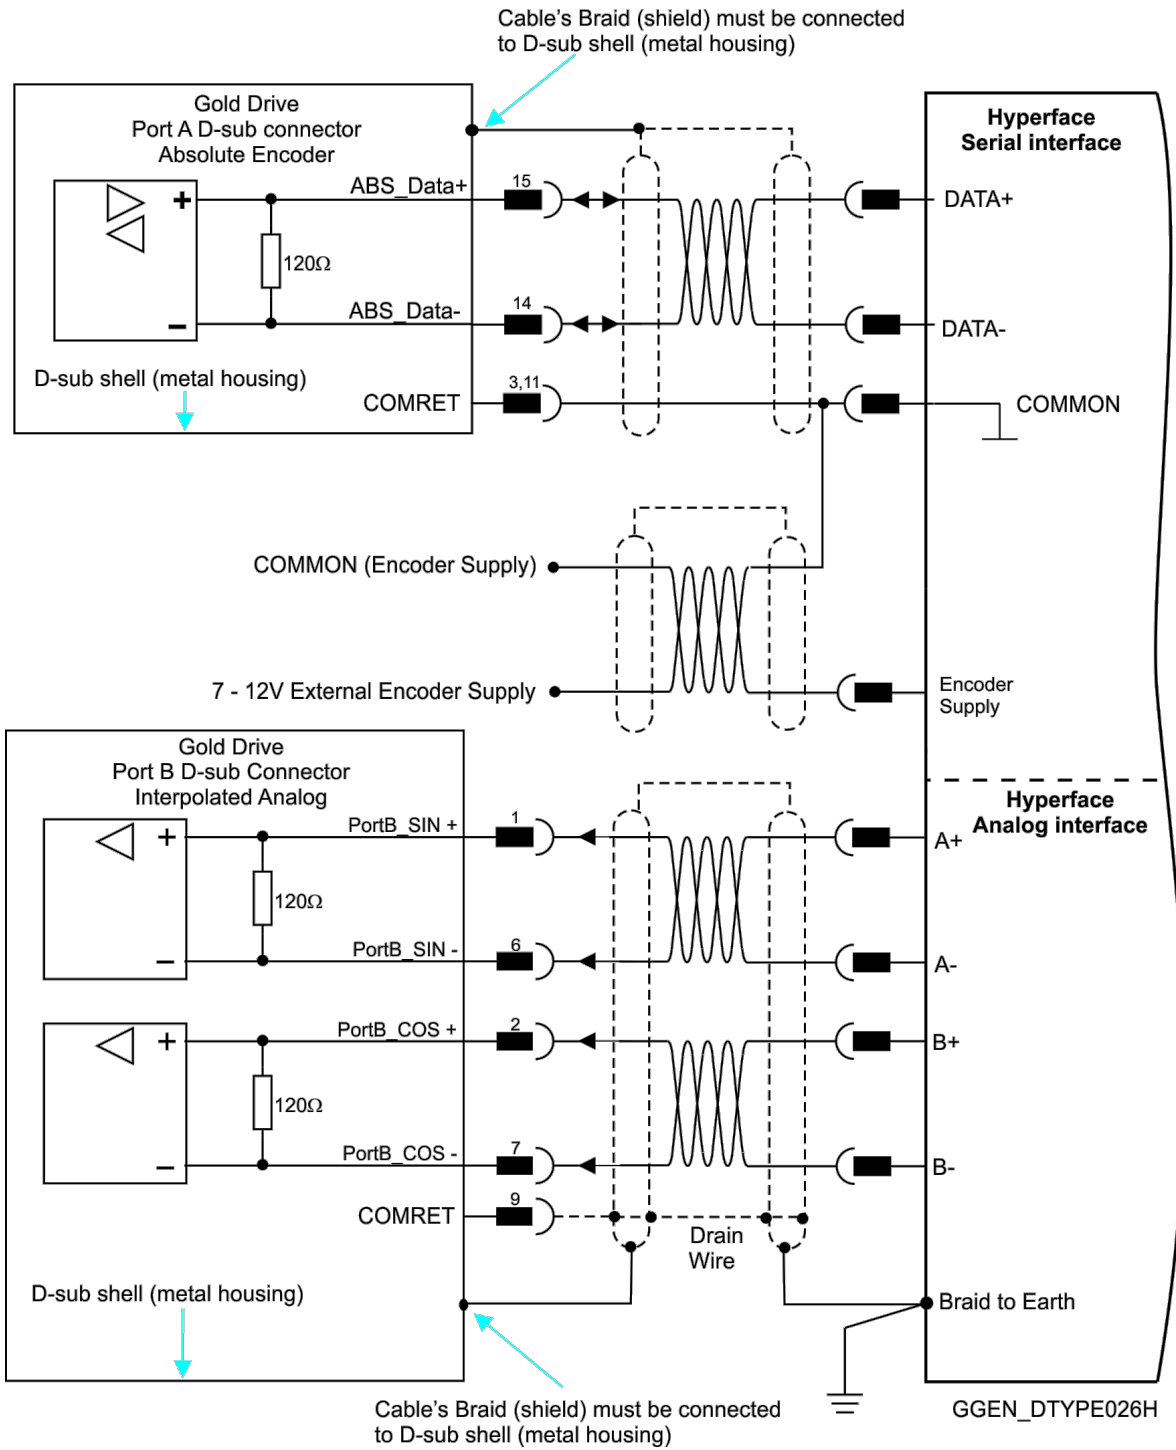 Cable's Braid (shield) must be connected
to D-sub shell (metal housing)
Gold Drive
Port A D-sub connector
Absolute Encoder
Hyperface
Serial interface
ABS_Data+
15
DATA+
+
120Ω
ABS_Data-
14
DATA-
−
D-sub shell (metal housing)
COMRET
3,11
COMMON
COMMON (Encoder Supply)
7 - 12V External Encoder Supply
Encoder
Supply
Gold Drive
Port B D-sub Connector
Interpolated Analog
Hyperface
Analog interface
+
PortB_SIN +
1
A+
120Ω
−
PortB_SIN -
6
A-
+
PortB_COS +
2
B+
120Ω
−
PortB_COS -
7
B-
COMRET
9
Drain
Wire
D-sub shell (metal housing)
Braid to Earth
Cable's Braid (shield) must be connected
to D-sub shell (metal housing)
GGEN_DTYPE026H